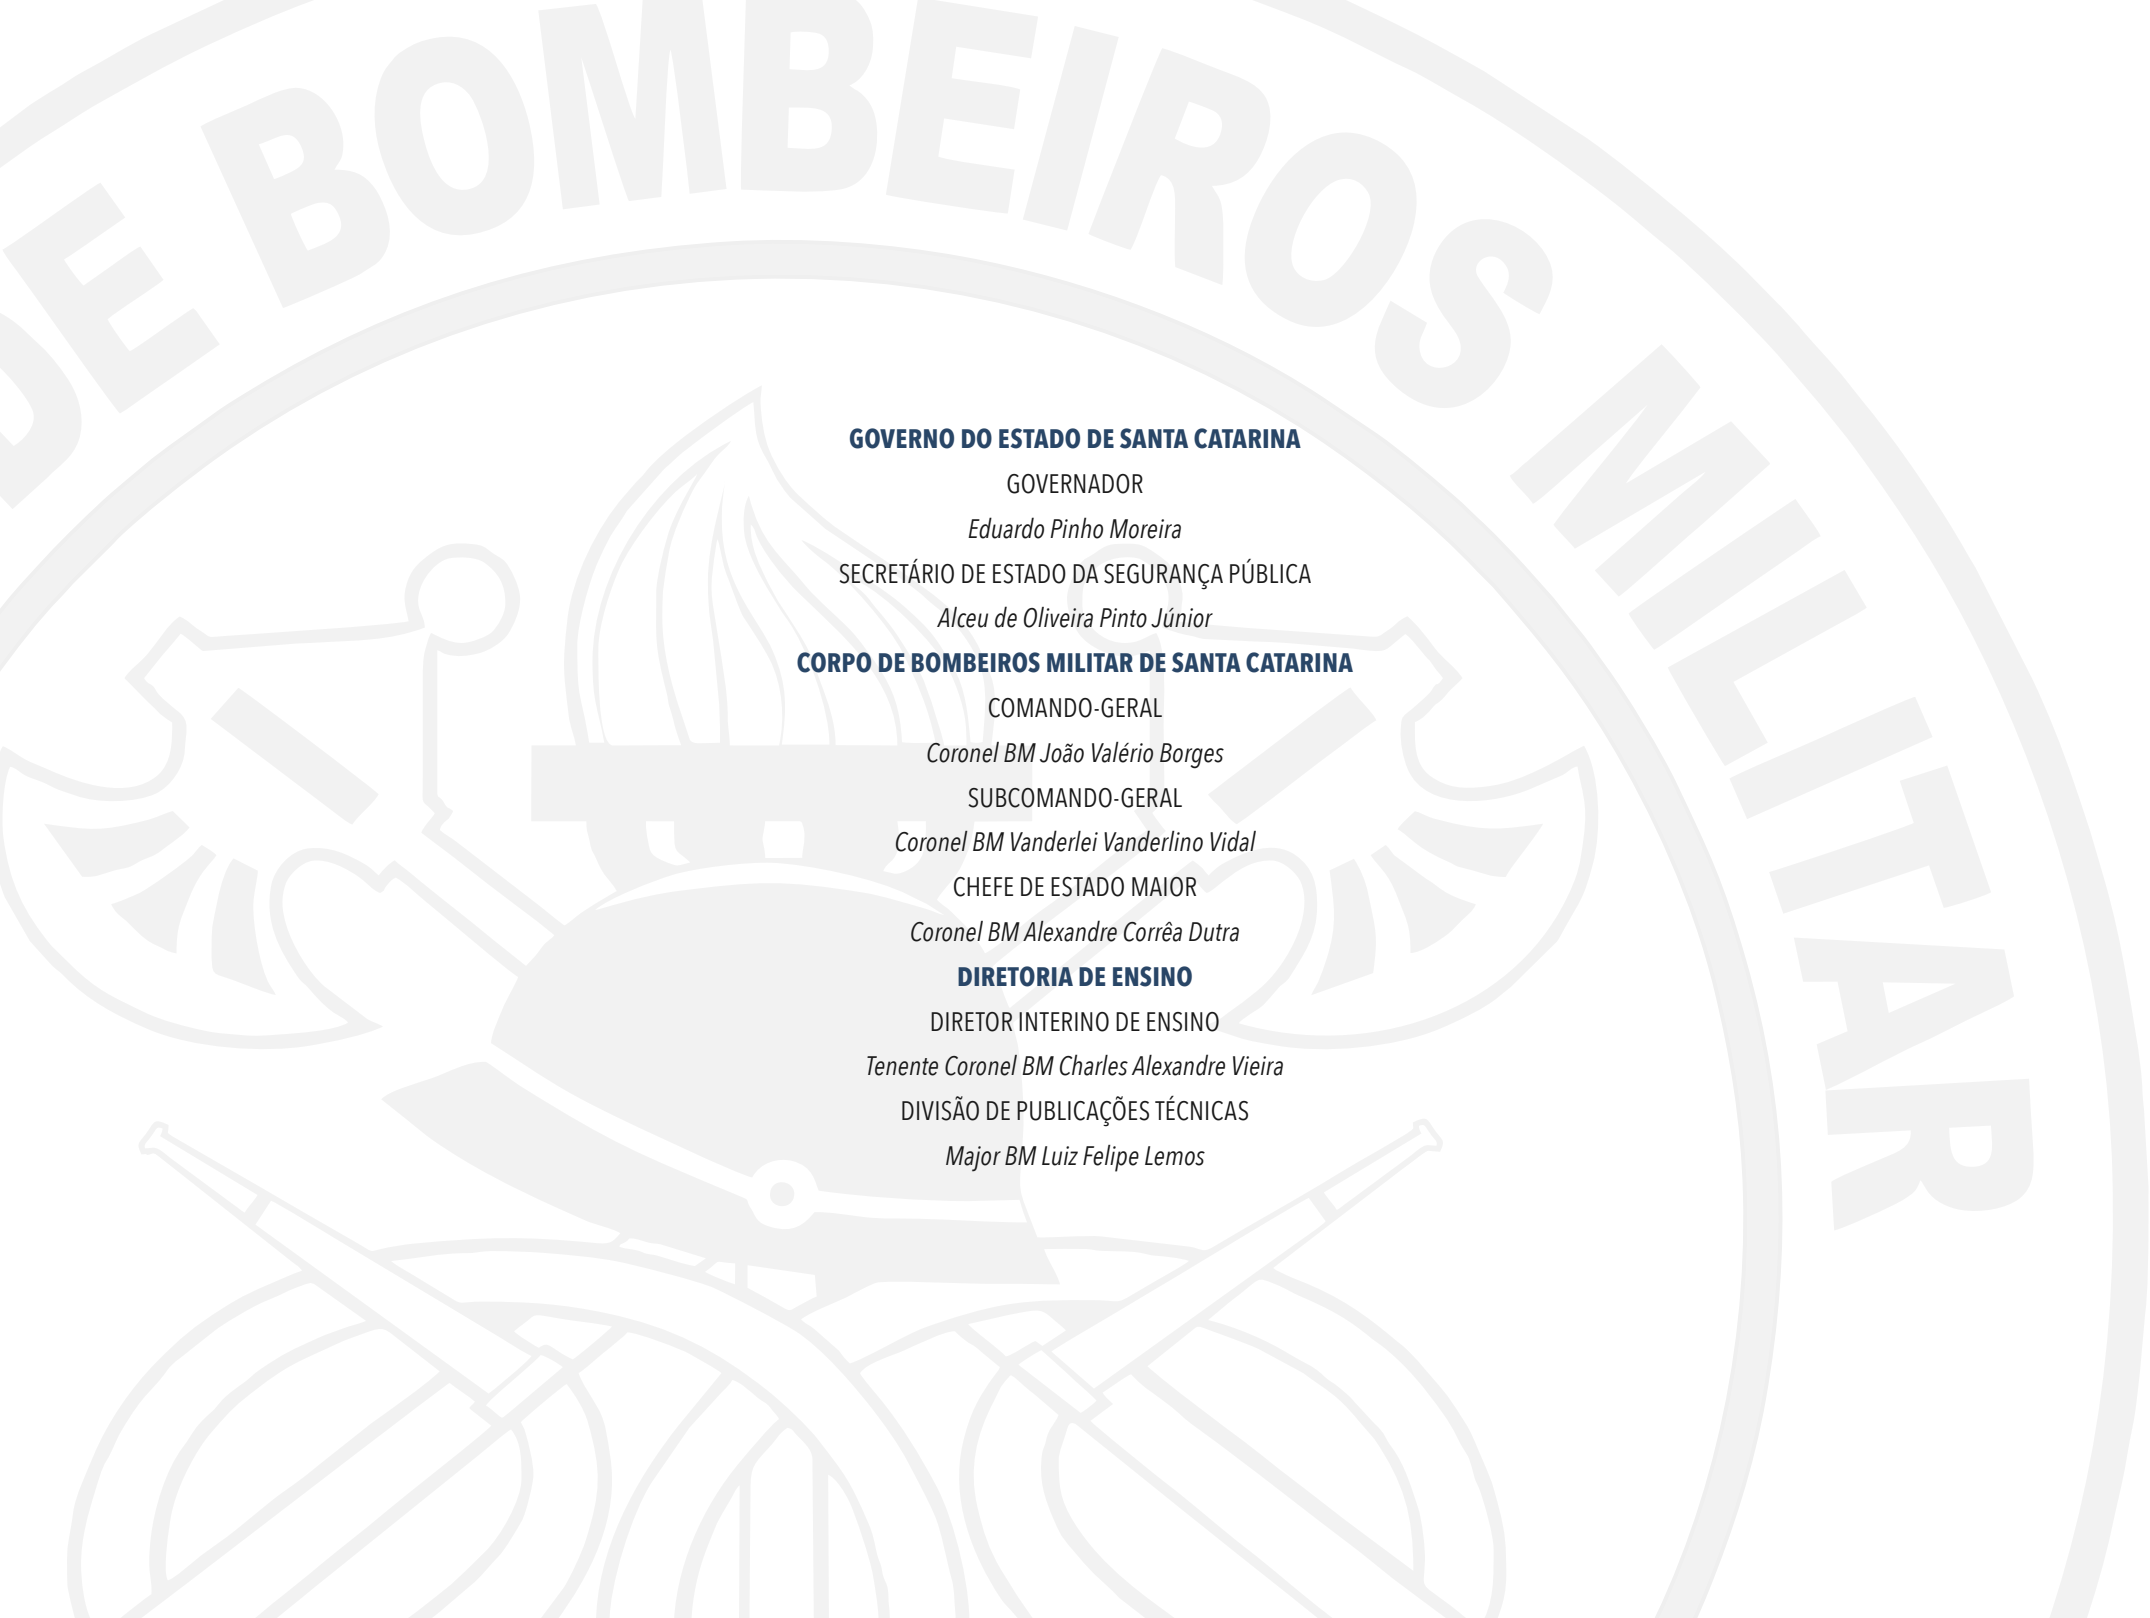 DE BOMBEIROS MILITAR
GOVERNO DO ESTADO DE SANTA CATARINA
GOVERNADOR
Eduardo Pinho Moreira
SECRETÁRIO DE ESTADO DA SEGURANÇA PÚBLICA
Alceu de Oliveira Pinto Júnior
CORPO DE BOMBEIROS MILITAR DE SANTA CATARINA
COMANDO-GERAL
Coronel BM João Valério Borges
SUBCOMANDO-GERAL
Coronel BM Vanderlei Vanderlino Vidal
CHEFE DE ESTADO MAIOR
Coronel BM Alexandre Corrêa Dutra
DIRETORIA DE ENSINO
DIRETOR INTERINO DE ENSINO
Tenente Coronel BM Charles Alexandre Vieira
DIVISÃO DE PUBLICAÇÕES TÉCNICAS
Major BM Luiz Felipe Lemos